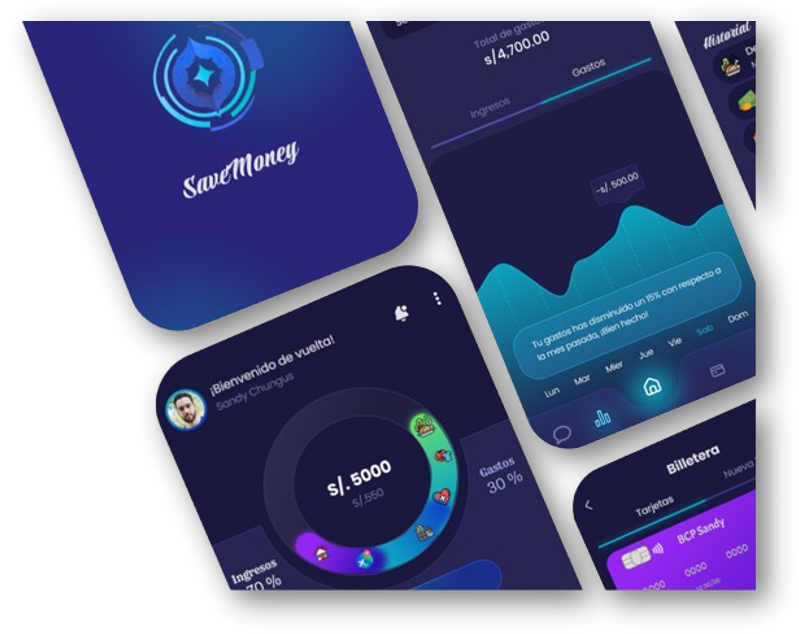 SaveMoney
Total de gastos
s/4,700.00
Ingresos
Gastos
-s/. 500.00
Tu gastos has disminuido un 15% con respecto a
la mes pasada, ¡Bien hecho!
Lun Mar Mier Jue Vie Sab Dom
Historial
¡Bienvenido de vuelta!
Sandy Chungus
S/. 5000
S/.550
Gastos
30 %
Ingresos
70 %
Billetera
Tarjetas
Nueva
BCP Sandy
0000 0000